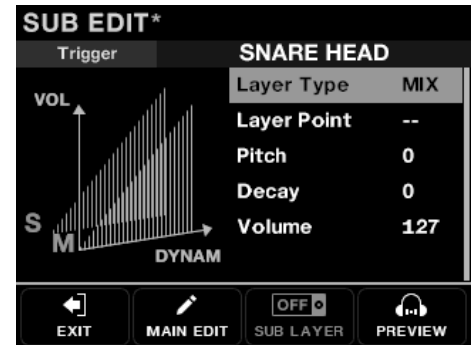 SUB EDIT*
Trigger
SNARE HEAD
Layer Type MIX
Layer Point --
Pitch 0
Decay 0
Volume 127
VOL
S
M
DYNAM
EXIT
MAIN EDIT
OFF
SUB LAYER
PREVIEW